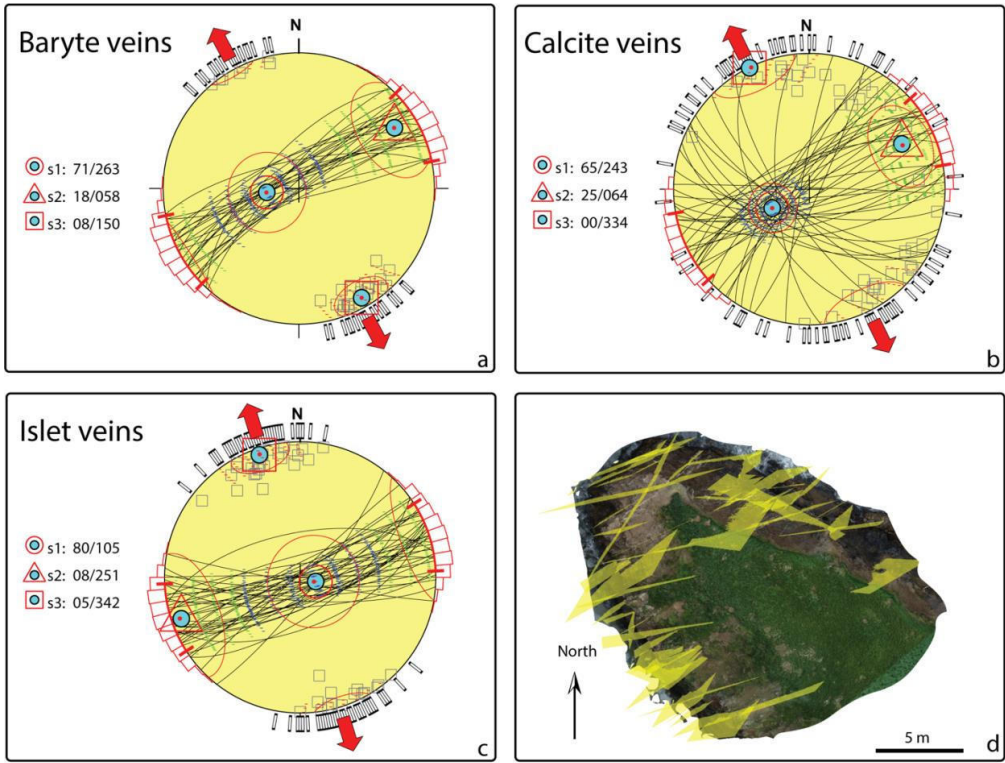 Baryte veins
N
s1: 71/263
s2: 18/058
s3: 08/150
a
Calcite veins
N
s1: 65/243
s2: 25/064
s3: 00/334
b
Islet veins
N
s1: 80/105
s2: 08/251
s3: 05/342
c
North
5 m
d